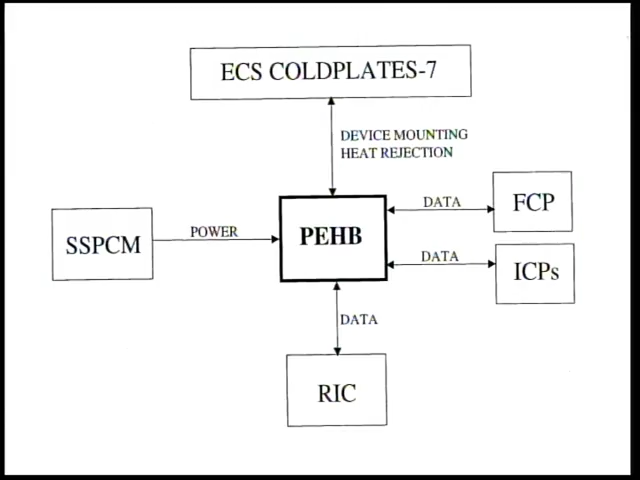 ECS COLDPLATES-7
DEVICE MOUNTING
HEAT REJECTION
DATA
FCP
SSPCM
POWER
PEHB
DATA
ICPs
DATA
RIC